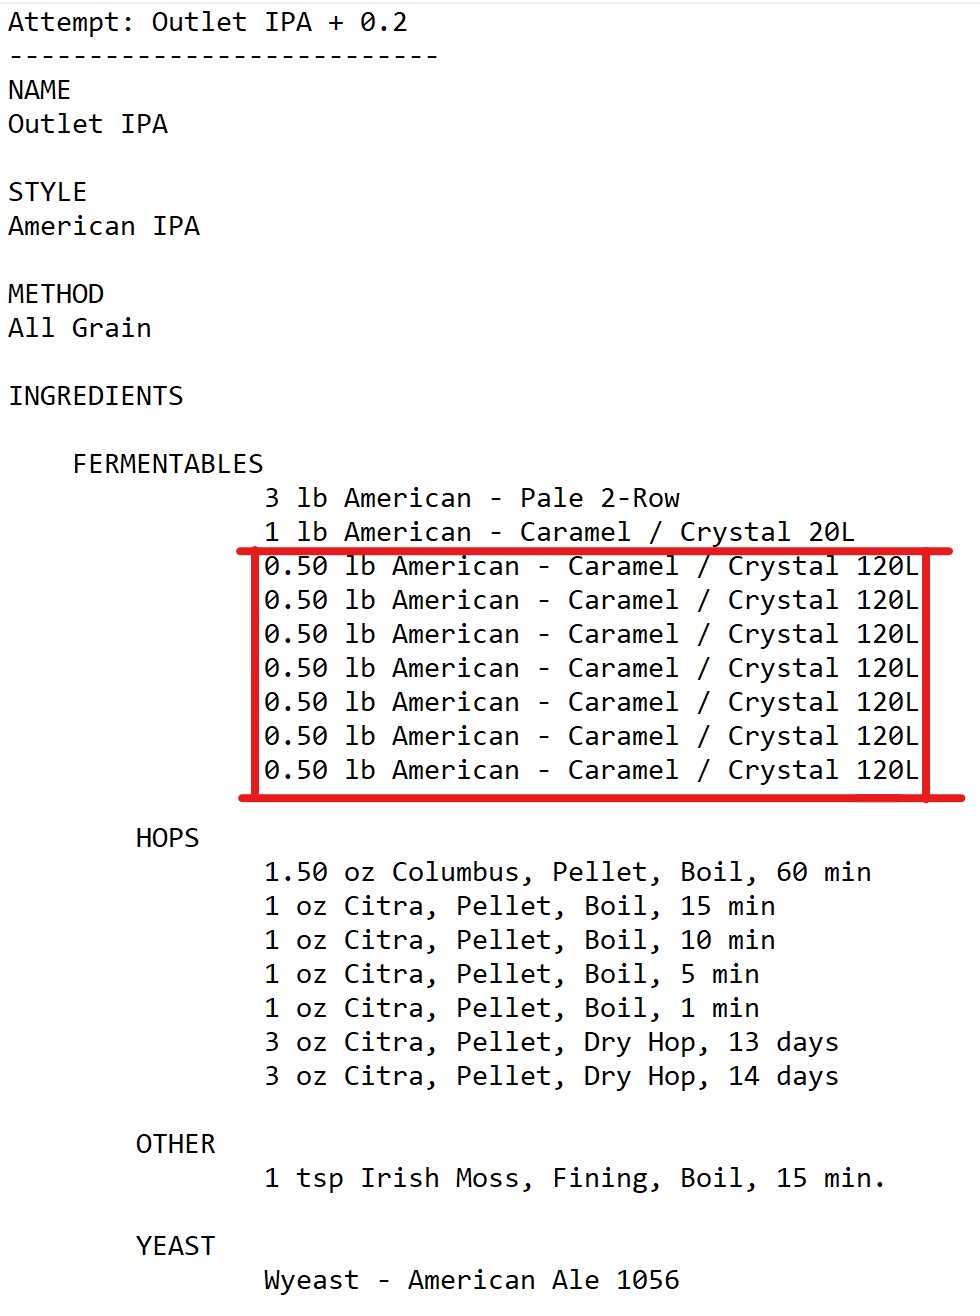 Attempt: Outlet IPA + 0.2
---------------------------
NAME
Outlet IPA
STYLE
American IPA
METHOD
All Grain
INGREDIENTS
FERMENTABLES
3 lb American - Pale 2-Row
1 lb American - Caramel / Crystal 20L
0.50 lb American - Caramel / Crystal 120L
0.50 lb American - Caramel / Crystal 120L
0.50 lb American - Caramel / Crystal 120L
0.50 lb American - Caramel / Crystal 120L
0.50 lb American - Caramel / Crystal 120L
0.50 lb American - Caramel / Crystal 120L
0.50 lb American - Caramel / Crystal 120L
HOPS
1.50 oz Columbus, Pellet, Boil, 60 min
1 oz Citra, Pellet, Boil, 15 min
1 oz Citra, Pellet, Boil, 10 min
1 oz Citra, Pellet, Boil, 5 min
1 oz Citra, Pellet, Boil, 1 min
3 oz Citra, Pellet, Dry Hop, 13 days
3 oz Citra, Pellet, Dry Hop, 14 days
OTHER
1 tsp Irish Moss, Fining, Boil, 15 min.
YEAST
Wyeast - American Ale 1056